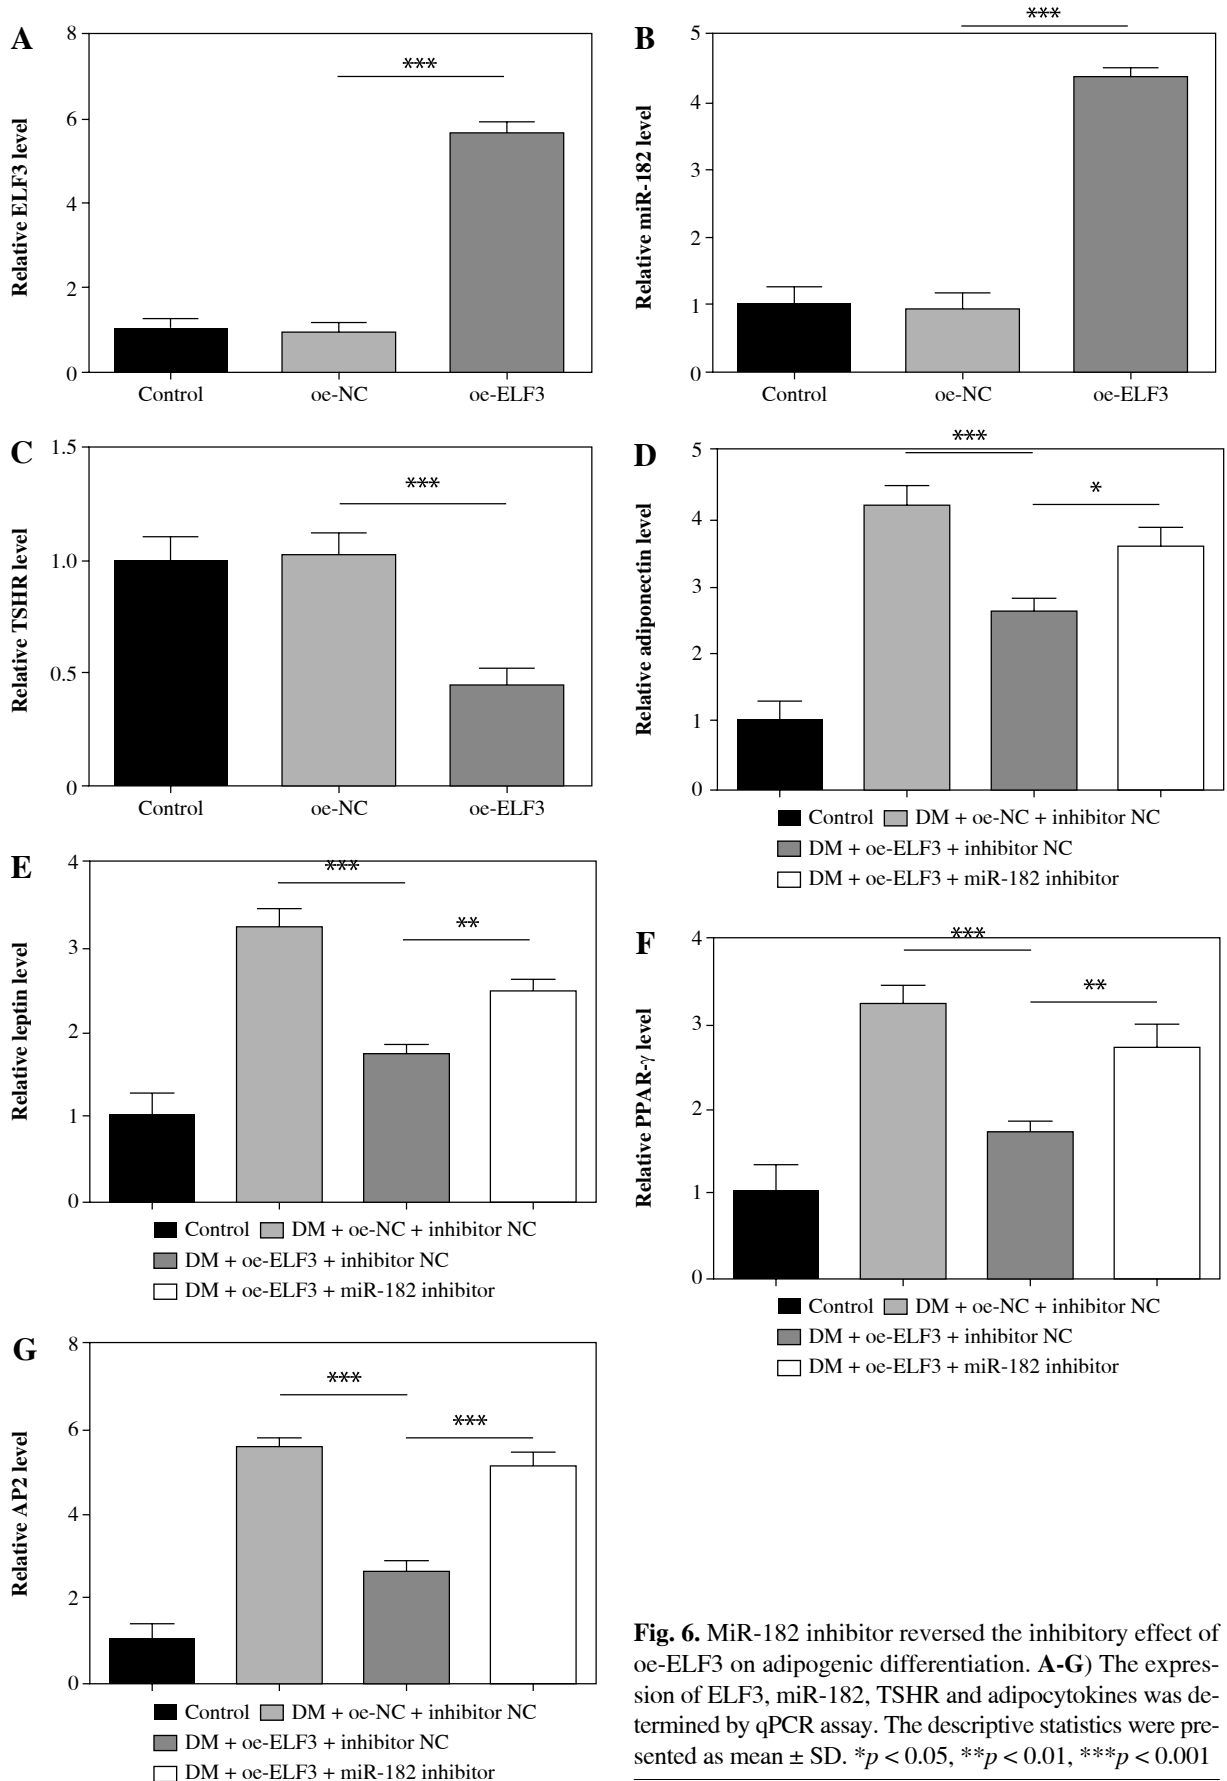 A
Relative ELF3 level
8
6
4
2
0
***
Control oe-NC oe-ELF3
B
Relative miR-182 level
5
4
3
2
1
0
***
Control oe-NC oe-ELF3
C
Relative TSHR level
1.5
1.0
0.5
0
***
Control oe-NC oe-ELF3
D
Relative adiponectin level
5
4
3
2
1
0
***
*
Control DM + oe-NC + inhibitor NC
DM + oe-ELF3 + inhibitor NC
DM + oe-ELF3 + miR-182 inhibitor
E
Relative leptin level
4
3
2
1
0
***
**
Control DM + oe-NC + inhibitor NC
DM + oe-ELF3 + inhibitor NC
DM + oe-ELF3 + miR-182 inhibitor
F
Relative PPAR-γ level
4
3
2
1
0
***
**
Control DM + oe-NC + inhibitor NC
DM + oe-ELF3 + inhibitor NC
DM + oe-ELF3 + miR-182 inhibitor
G
Relative AP2 level
8
6
4
2
0
***
***
Control DM + oe-NC + inhibitor NC
DM + oe-ELF3 + inhibitor NC
DM + oe-ELF3 + miR-182 inhibitor
Fig. 6. MiR-182 inhibitor reversed the inhibitory effect of
oe-ELF3 on adipogenic differentiation. A-G) The expres-
sion of ELF3, miR-182, TSHR and adipocytokines was de-
termined by qPCR assay. The descriptive statistics were pre-
sented as mean ± SD. *p < 0.05, **p < 0.01, ***p < 0.001